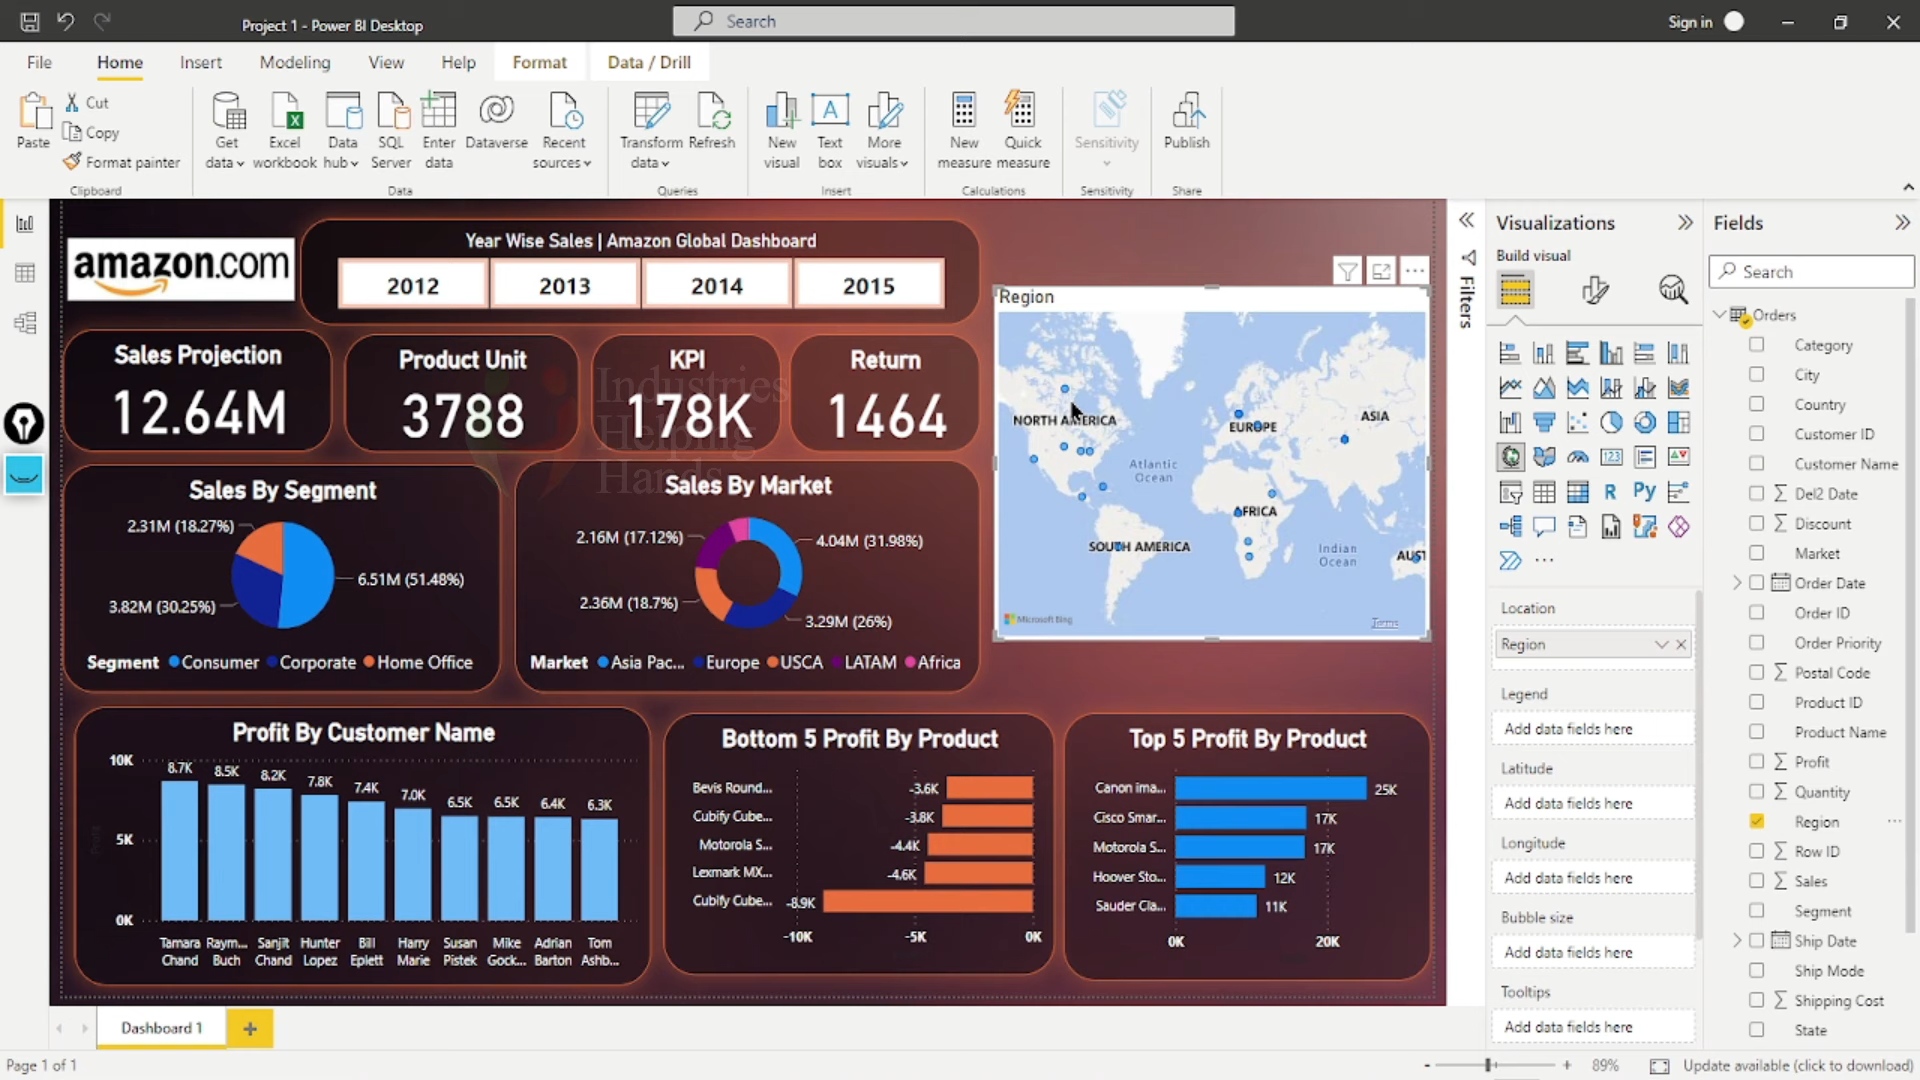 Project 1 - Power BI Desktop
Search
Sign in
File
Home
Insert
Modeling
View
Help
Format
Data / Drill
Paste
Cut
Copy
Format painter
Clipboard
Get data
Excel workbook
Data hub
SQL Server
Enter data
Dataverse
Recent sources
Data
Transform data
Refresh
Queries
New visual
Text box
More visuals
Insert
New measure
Quick measure
Calculations
Sensitivity
Sensitivity
Publish
Share
amazon.com
Year Wise Sales | Amazon Global Dashboard
2012
2013
2014
2015
Sales Projection
12.64M
Product Unit
3788
KPI
178K
Return
1464
Industries
Helping
Hands
Sales By Segment
2.31M (18.27%)
6.51M (51.48%)
3.82M (30.25%)
Segment
Consumer
Corporate
Home Office
Sales By Market
2.16M (17.12%)
4.04M (31.98%)
2.36M (18.7%)
3.29M (26%)
Market
Asia Pac...
Europe
USCA
LATAM
Africa
Region
NORTH AMERICA
EUROPE
ASIA
Atlantic
Ocean
AFRICA
SOUTH AMERICA
Indian
Ocean
AUST
Microsoft Bing
Terms
Profit By Customer Name
10K
5K
0K
Profit
8.7K
8.5K
8.2K
7.8K
7.4K
7.0K
6.5K
6.5K
6.4K
6.3K
Tamara Chand
Raym... Buch
Sanjit Chand
Hunter Lopez
Bill Eplett
Harry Marie
Susan Pistek
Mike Gock...
Adrian Barton
Tom Ashb...
Bottom 5 Profit By Product
Bevis Round...
-3.6K
Cubify Cube...
-3.8K
Motorola S...
-4.4K
Lexmark MX...
-4.6K
Cubify Cube...
-8.9K
-10K
-5K
0K
Top 5 Profit By Product
Canon ima...
25K
Cisco Smar...
17K
Motorola S...
17K
Hoover Sto...
12K
Sauder Cla...
11K
0K
20K
Filters
Visualizations
Build visual
123
R
Py
Location
Region
Legend
Add data fields here
Latitude
Add data fields here
Longitude
Add data fields here
Bubble size
Add data fields here
Tooltips
Add data fields here
Fields
Search
Orders
Category
City
Country
Customer ID
Customer Name
Del2 Date
Discount
Market
Order Date
Order ID
Order Priority
Postal Code
Product ID
Product Name
Profit
Quantity
Region
Row ID
Sales
Segment
Ship Date
Ship Mode
Shipping Cost
State
Dashboard 1
Page 1 of 1
89%
Update available (click to download)